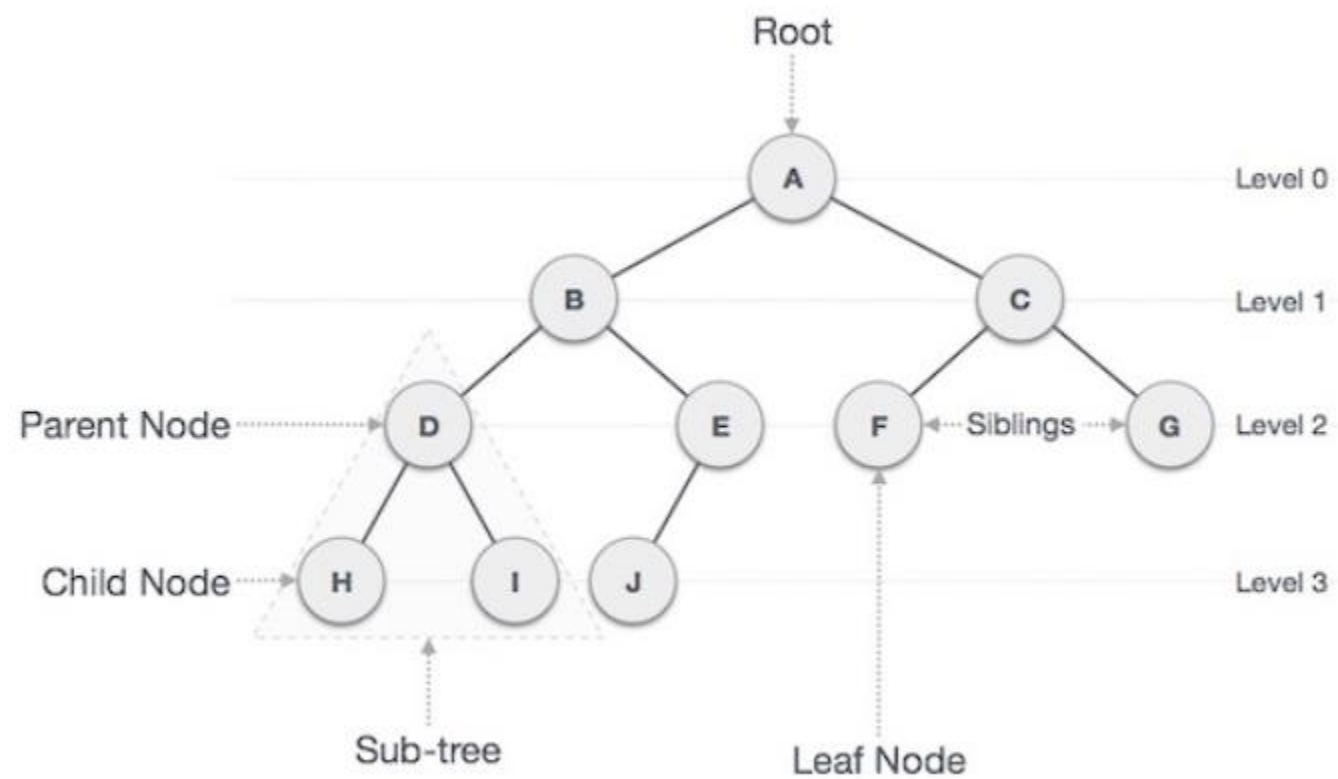 Root
A
Level 0
B
C
Level 1
Parent Node
D
E
F
Siblings
G
Level 2
Child Node
H
I
J
Level 3
Sub-tree
Leaf Node